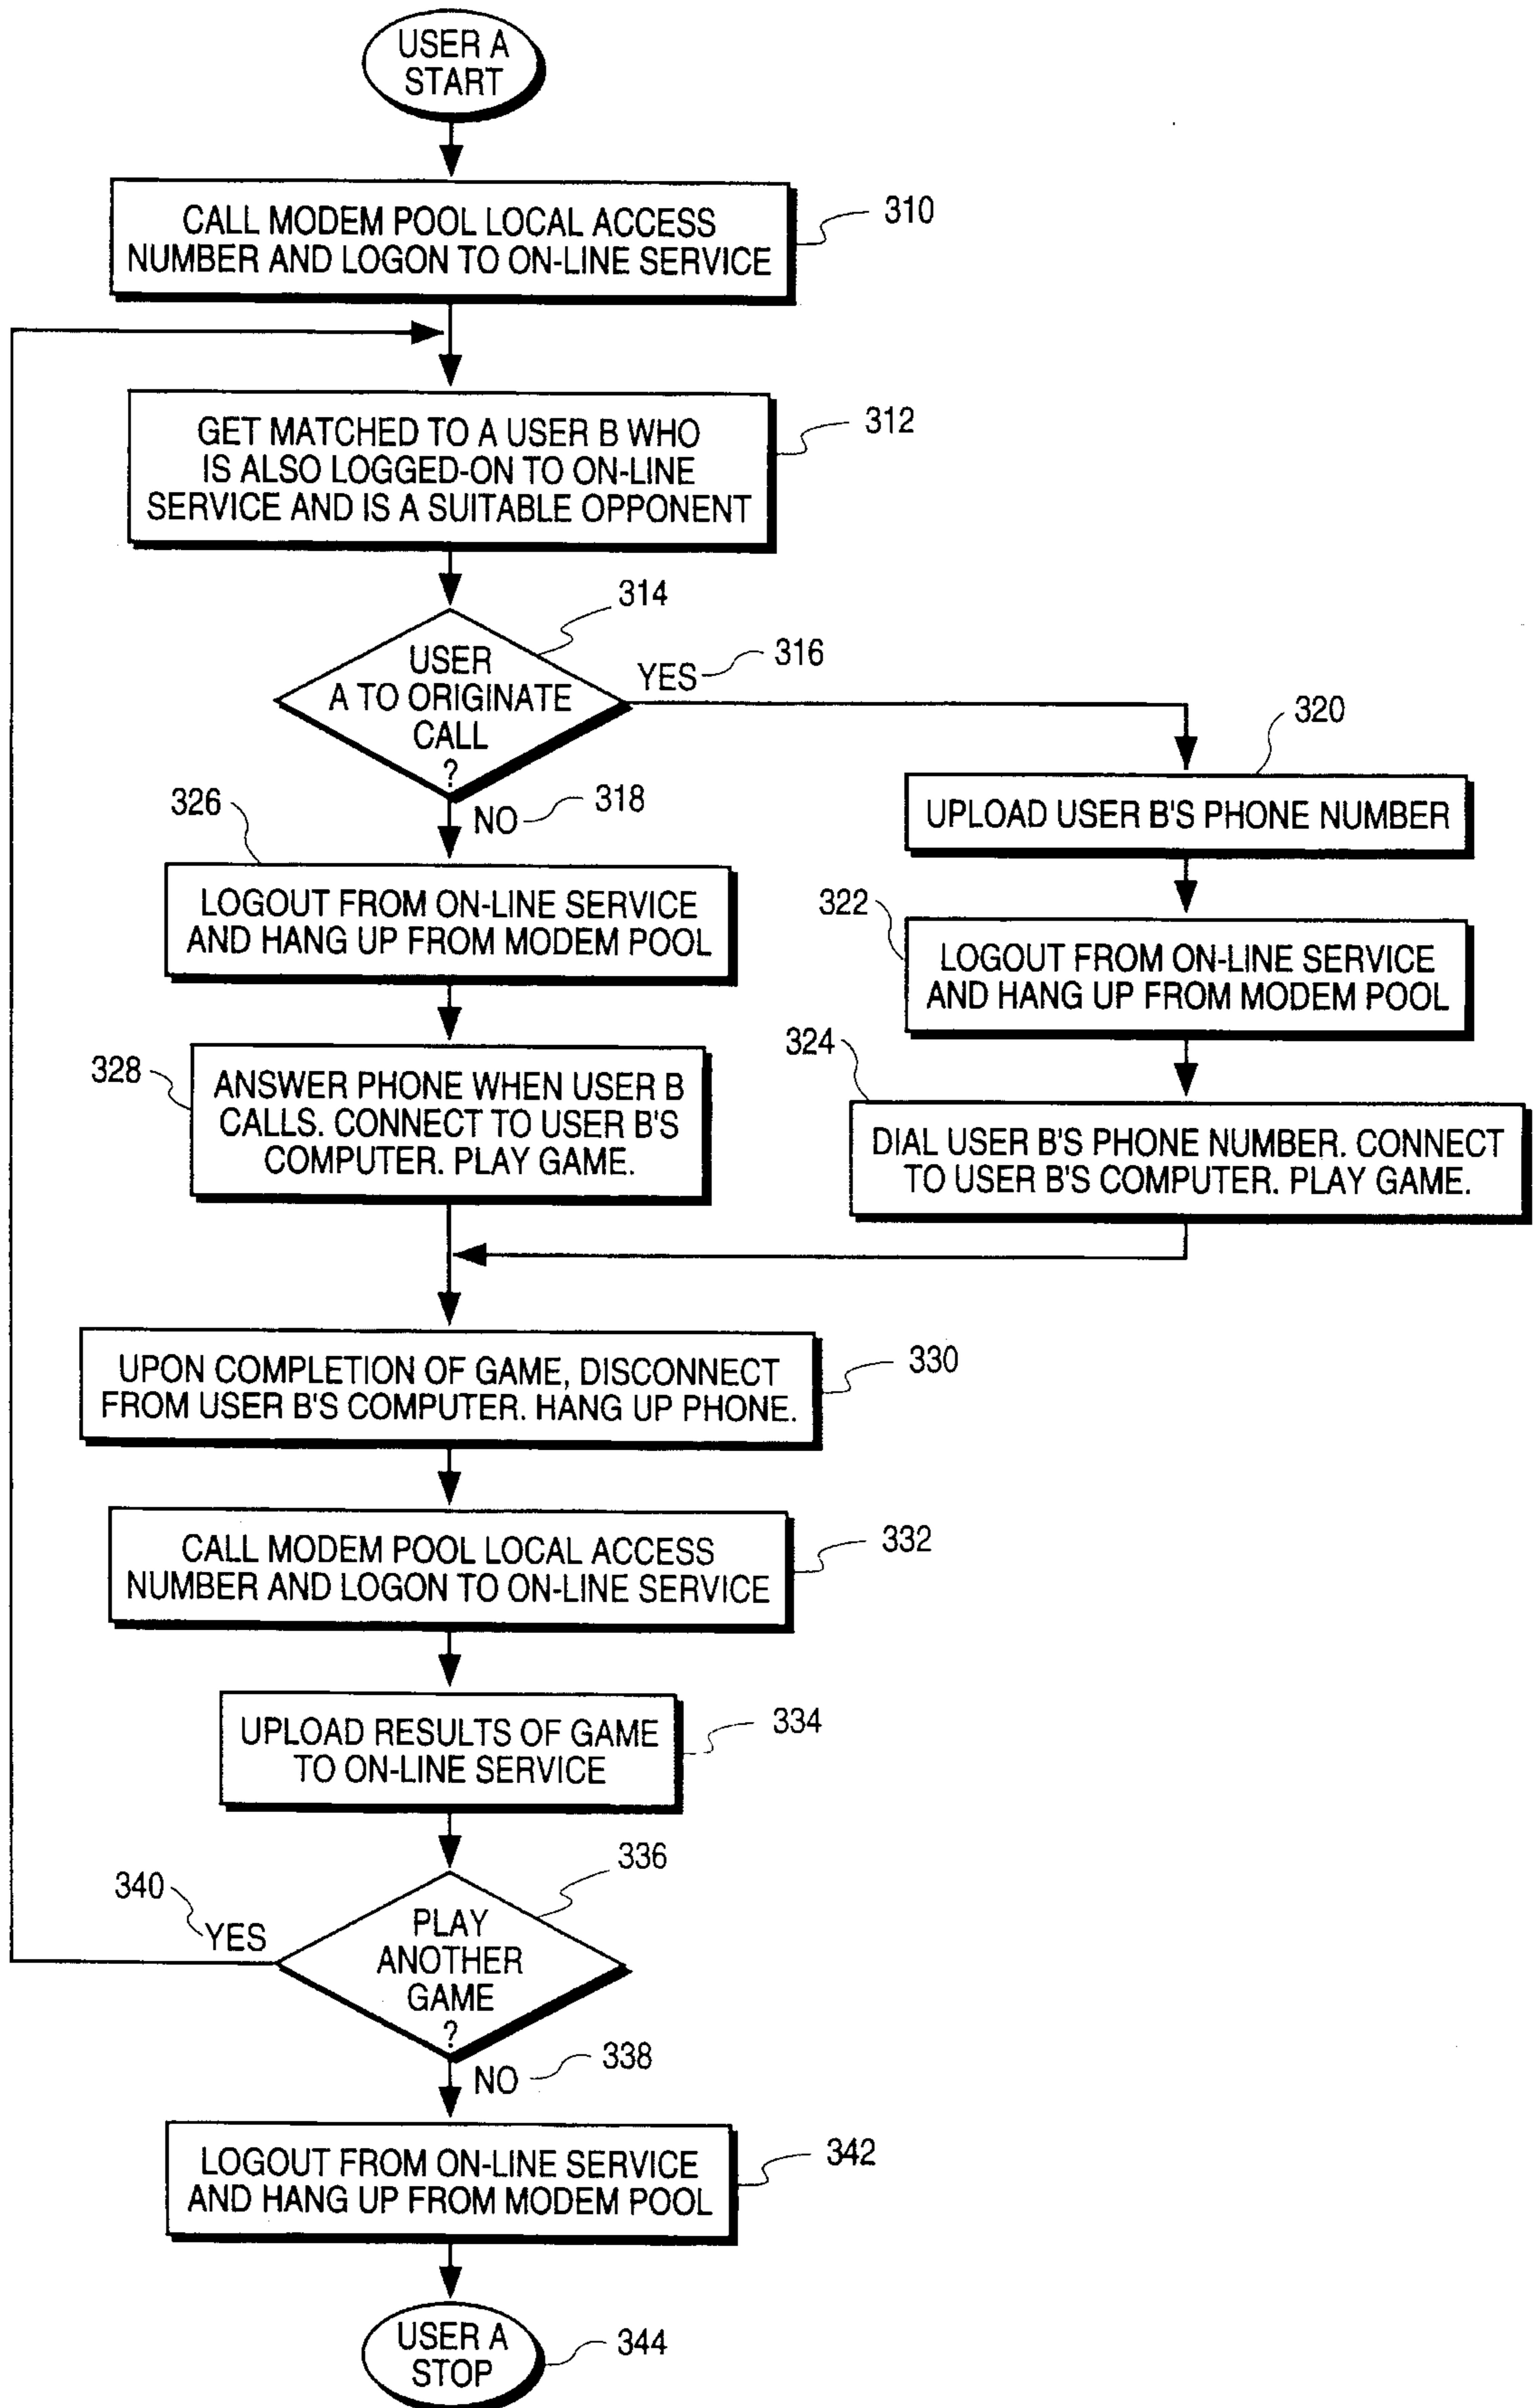 USER A
START
CALL MODEM POOL LOCAL ACCESS
NUMBER AND LOGON TO ON-LINE SERVICE
310
GET MATCHED TO A USER B WHO
IS ALSO LOGGED-ON TO ON-LINE
SERVICE AND IS A SUITABLE OPPONENT
312
314
USER
A TO ORIGINATE
CALL
?
YES
316
NO
318
320
UPLOAD USER B'S PHONE NUMBER
322
LOGOUT FROM ON-LINE SERVICE
AND HANG UP FROM MODEM POOL
324
DIAL USER B'S PHONE NUMBER. CONNECT
TO USER B'S COMPUTER. PLAY GAME.
326
LOGOUT FROM ON-LINE SERVICE
AND HANG UP FROM MODEM POOL
328
ANSWER PHONE WHEN USER B
CALLS. CONNECT TO USER B'S
COMPUTER. PLAY GAME.
UPON COMPLETION OF GAME, DISCONNECT
FROM USER B'S COMPUTER. HANG UP PHONE.
330
CALL MODEM POOL LOCAL ACCESS
NUMBER AND LOGON TO ON-LINE SERVICE
332
UPLOAD RESULTS OF GAME
TO ON-LINE SERVICE
334
336
340
YES
PLAY
ANOTHER
GAME
?
NO
338
LOGOUT FROM ON-LINE SERVICE
AND HANG UP FROM MODEM POOL
342
USER A
STOP
344